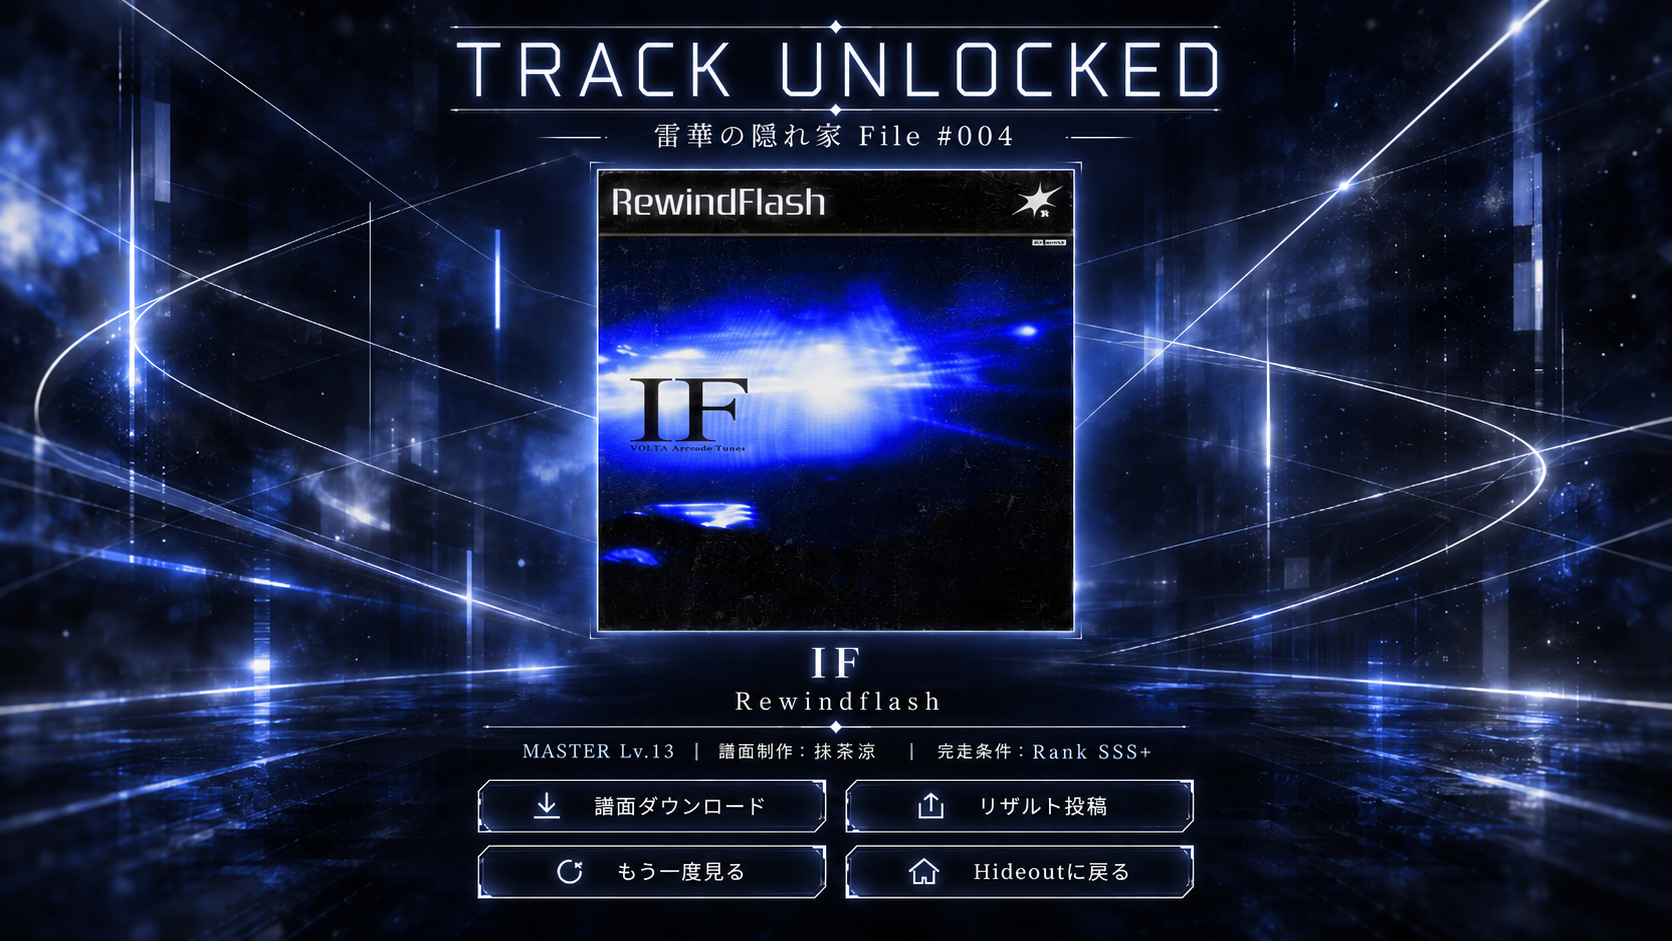 TRACK UNLOCKED
雷華の隠れ家 File #004
RewindFlash
IF
VOLTA Arcaode Tunes
IF
Rewindflash
MASTER Lv.13 | 譜面制作：抹茶涼 | 完走条件：Rank SSS+
譜面ダウンロード
リザルト投稿
もう一度見る
Hideoutに戻る